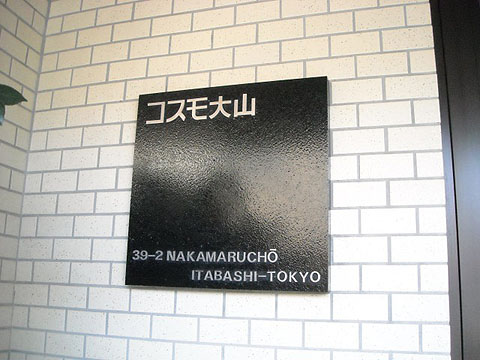 コスモ大山
39-2 NAKAMARUCHŌ
ITABASHI-TOKYO